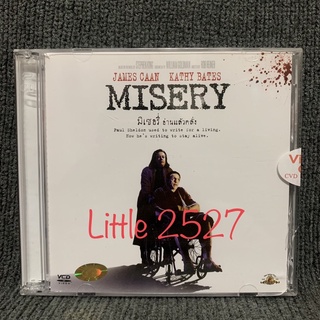 JAMES CAAN KATHY BATES
MISERY
มิเซอรี่ อ่านแล้วคลั่ง
Paul Sheldon used to write for a living.
Now he's writing to stay alive.
Little 2527
VCD